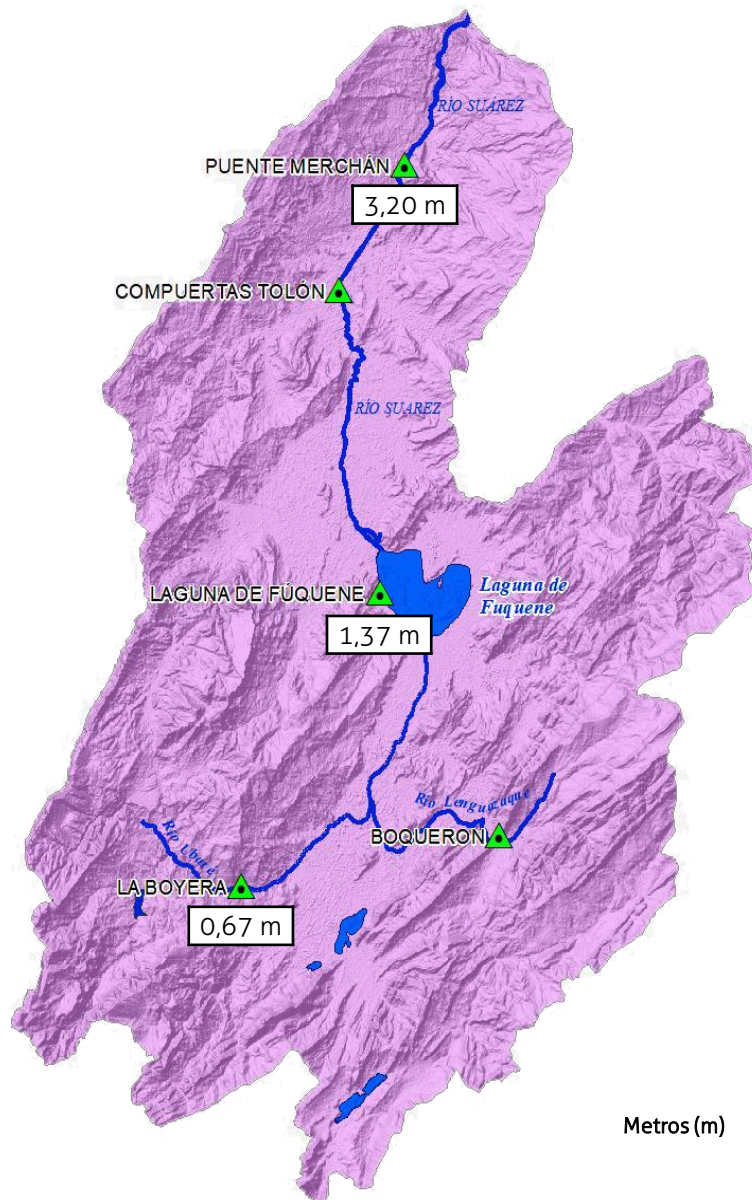 RÍO SUÁREZ
PUENTE MERCHÁN
3,20 m
COMPUERTAS TOLÓN
RÍO SUAREZ
LAGUNA DE FÚQUENE
Laguna de
Fuquene
1,37 m
Río Lenguazaque
BOQUERON
Río Ubaté
LA BOYERA
0,67 m
Metros (m)